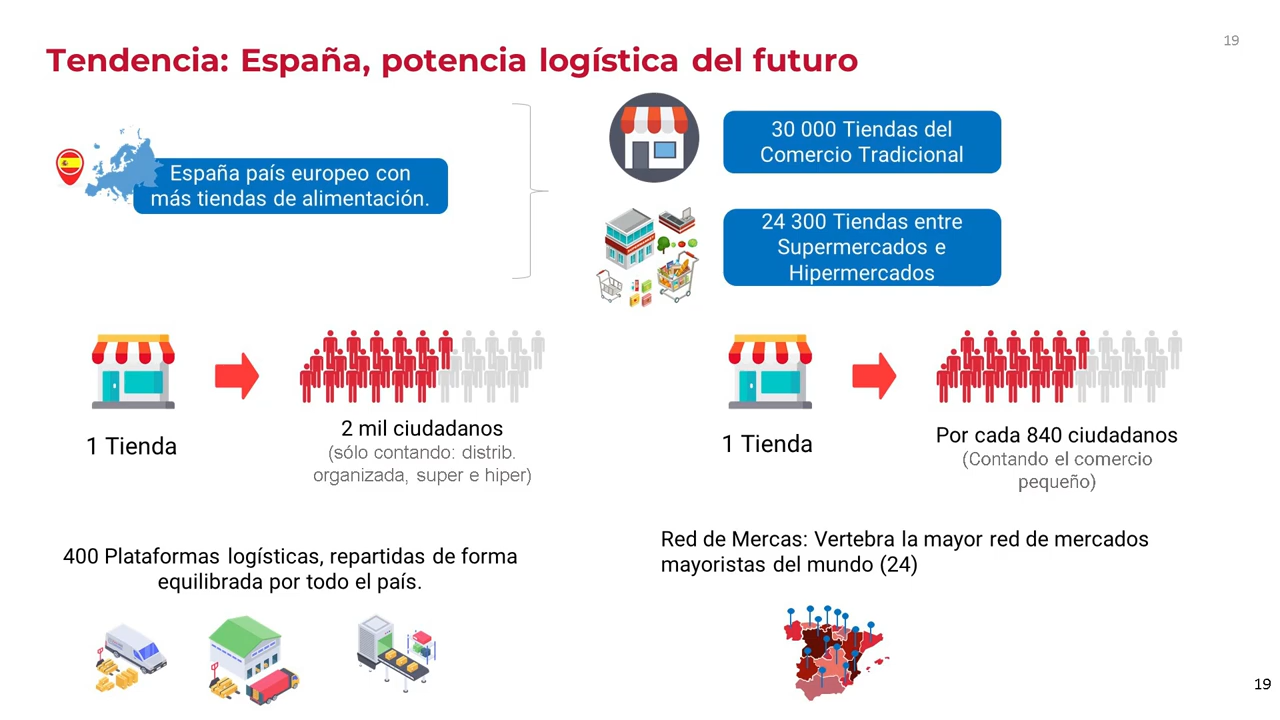 19
Tendencia: España, potencia logística del futuro
España país europeo con
más tiendas de alimentación.
30 000 Tiendas del
Comercio Tradicional
24 300 Tiendas entre
Supermercados e
Hipermercados
1 Tienda
2 mil ciudadanos
(sólo contando: distrib.
organizada, super e hiper)
1 Tienda
Por cada 840 ciudadanos
(Contando el comercio
pequeño)
400 Plataformas logísticas, repartidas de forma
equilibrada por todo el país.
Red de Mercas: Vertebra la mayor red de mercados
mayoristas del mundo (24)
19